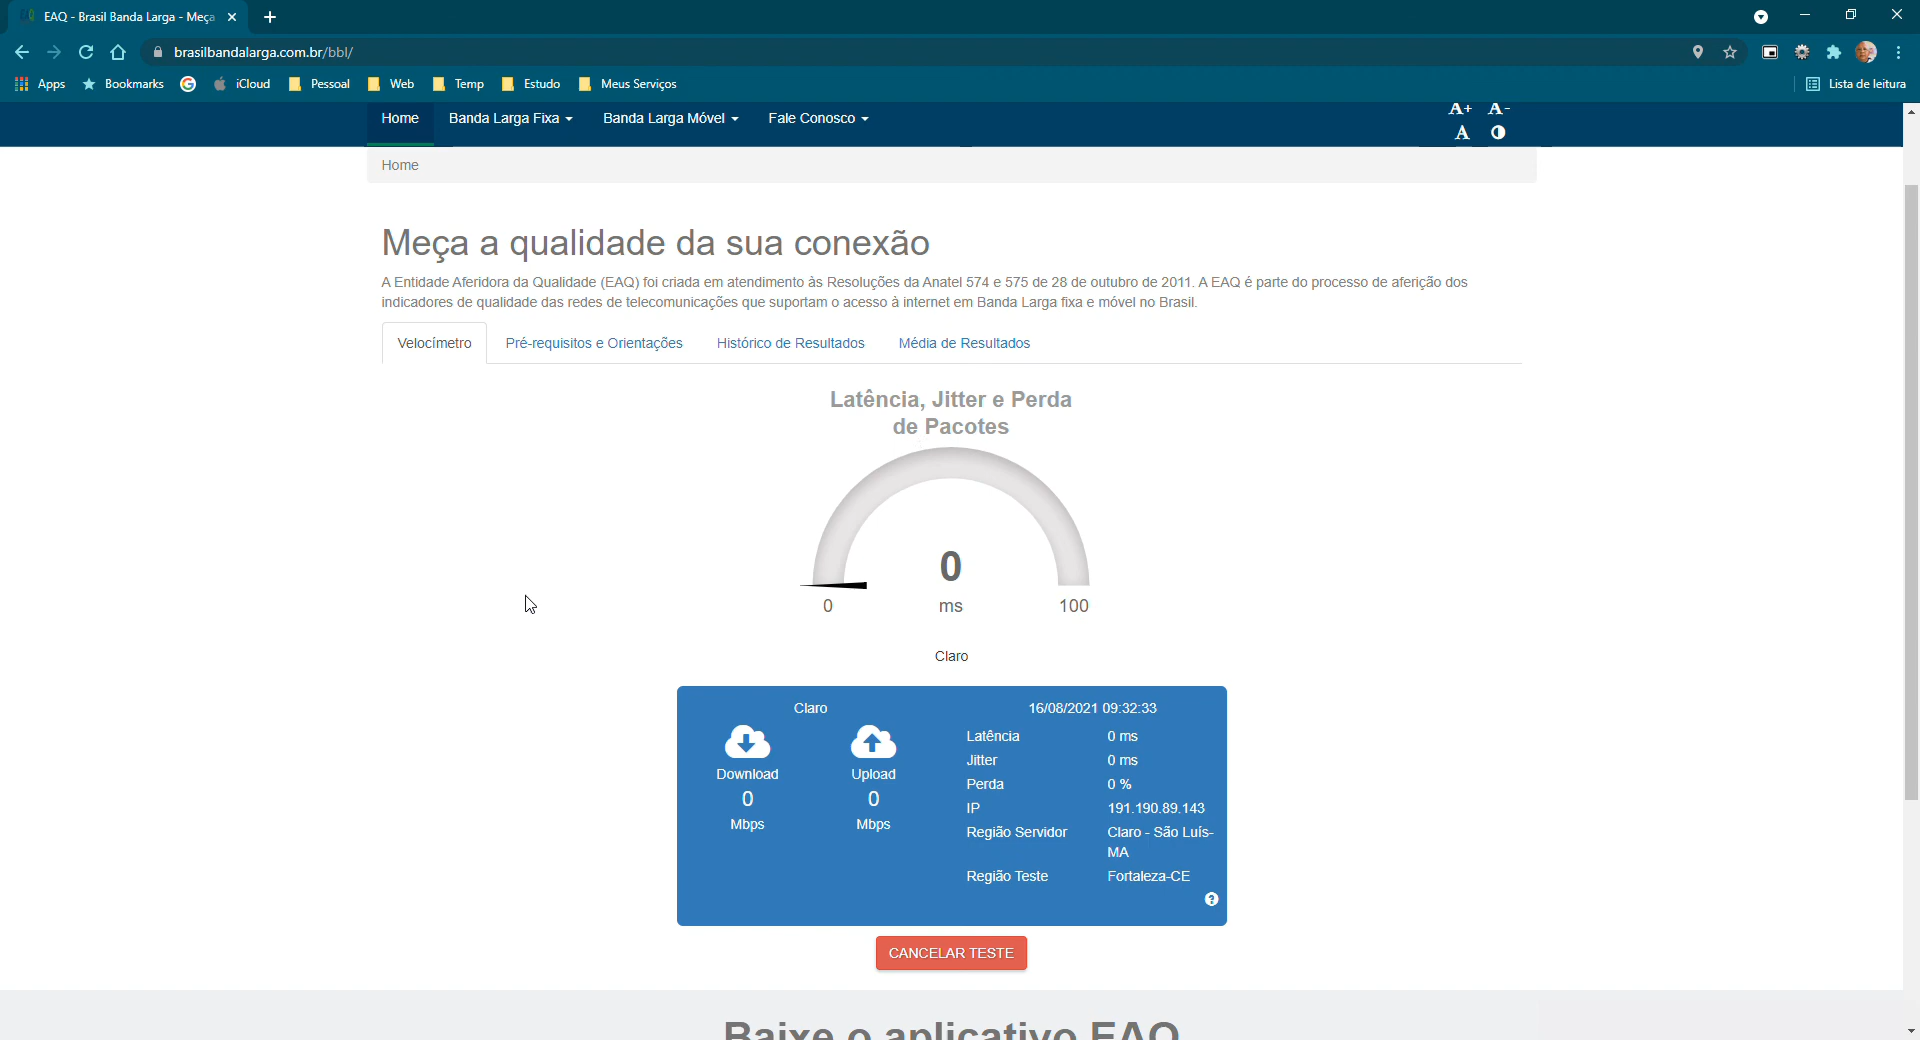 EAQ - Brasil Banda Larga - Meça
brasilbandalarga.com.br/bbl/
Apps Bookmarks iCloud Pessoal Web Temp Estudo Meus Serviços Lista de leitura
Home Banda Larga Fixa Banda Larga Móvel Fale Conosco A+ A-
A
Home
Meça a qualidade da sua conexão
A Entidade Aferidora da Qualidade (EAQ) foi criada em atendimento às Resoluções da Anatel 574 e 575 de 28 de outubro de 2011. A EAQ é parte do processo de aferição dos
indicadores de qualidade das redes de telecomunicações que suportam o acesso à internet em Banda Larga fixa e móvel no Brasil.
Velocímetro Pré-requisitos e Orientações Histórico de Resultados Média de Resultados
Latência, Jitter e Perda
de Pacotes
0
0 ms 100
Claro
Claro 16/08/2021 09:32:33
Download Upload
0 0
Mbps Mbps
Latência 0 ms
Jitter 0 ms
Perda 0 %
IP 191.190.89.143
Região Servidor Claro - São Luís-
MA
Região Teste Fortaleza-CE
CANCELAR TESTE
Baixe o aplicativo EAQ